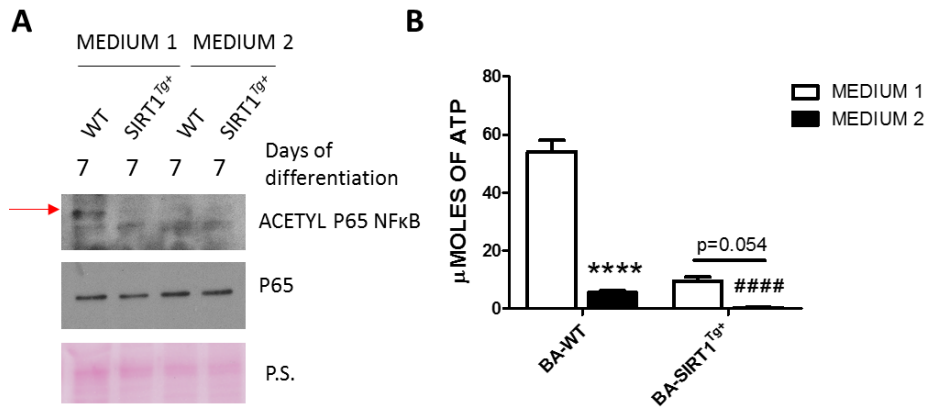 A
MEDIUM 1 MEDIUM 2
WT SIRT1Tg+ WT SIRT1Tg+
7 7 7 7 Days of
differentiation
ACETYL P65 NFκB
P65
P.S.
B
MEDIUM 1
MEDIUM 2
μMOLES OF ATP
80
60
40
20
0
p=0.054
****
####
BA-WT
BA-SIRT1Tg+